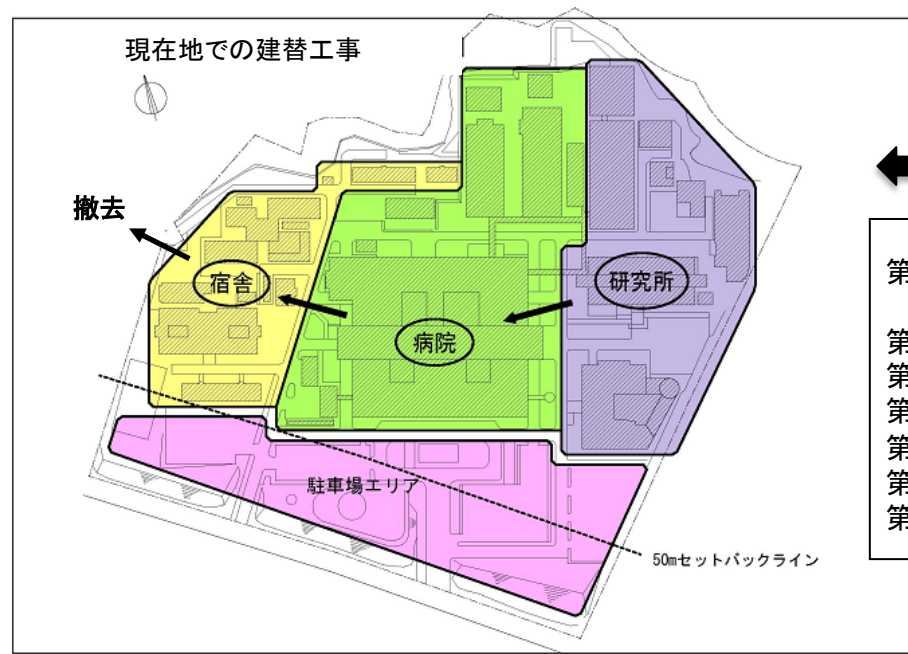 現在地での建替工事
撤去
宿舎
研究所
病院
駐車場エリア
50mセットバックライン
第
第
第
第
第
第
第